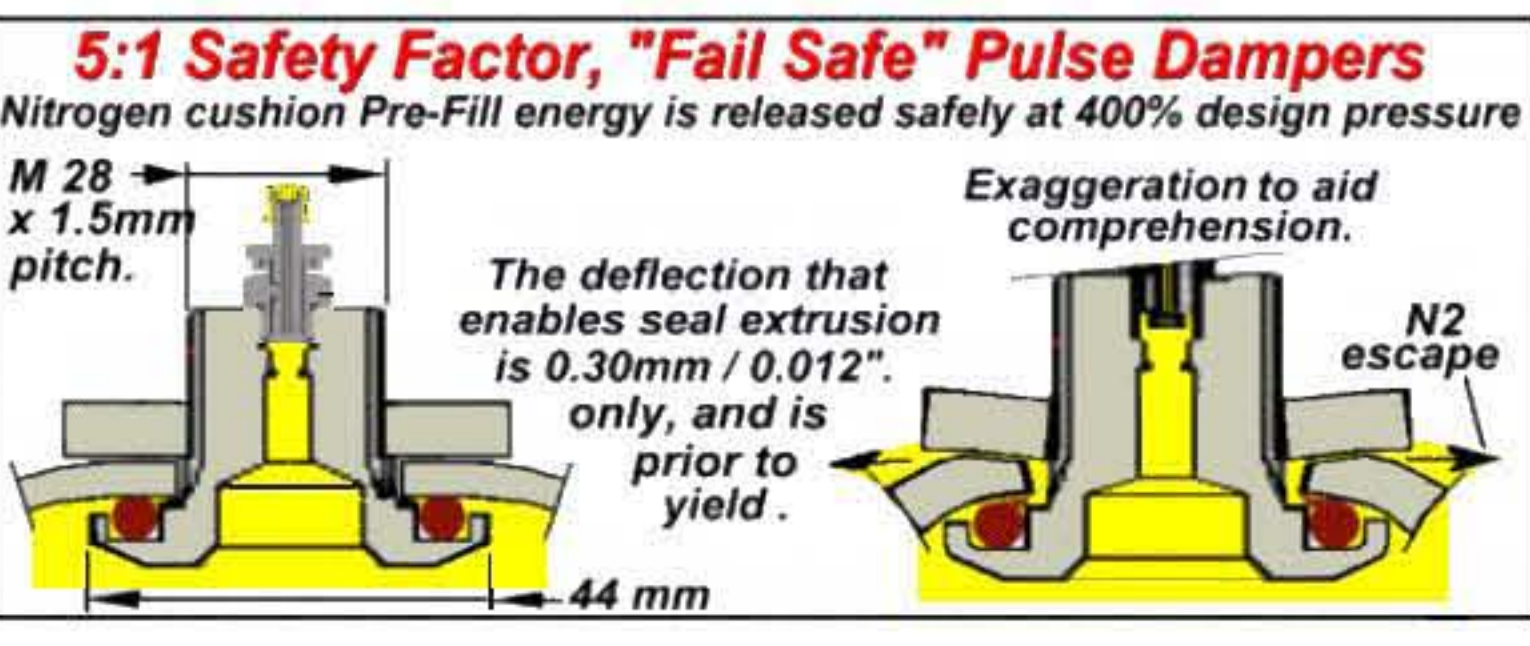 5:1 Safety Factor, "Fail Safe" Pulse Dampers
Nitrogen cushion Pre-Fill energy is released safely at 400% design pressure
M 28
x 1.5mm
pitch.
The deflection that
enables seal extrusion
is 0.30mm / 0.012".
only, and is
prior to
yield .
44 mm
Exaggeration to aid
comprehension.
N2
escape